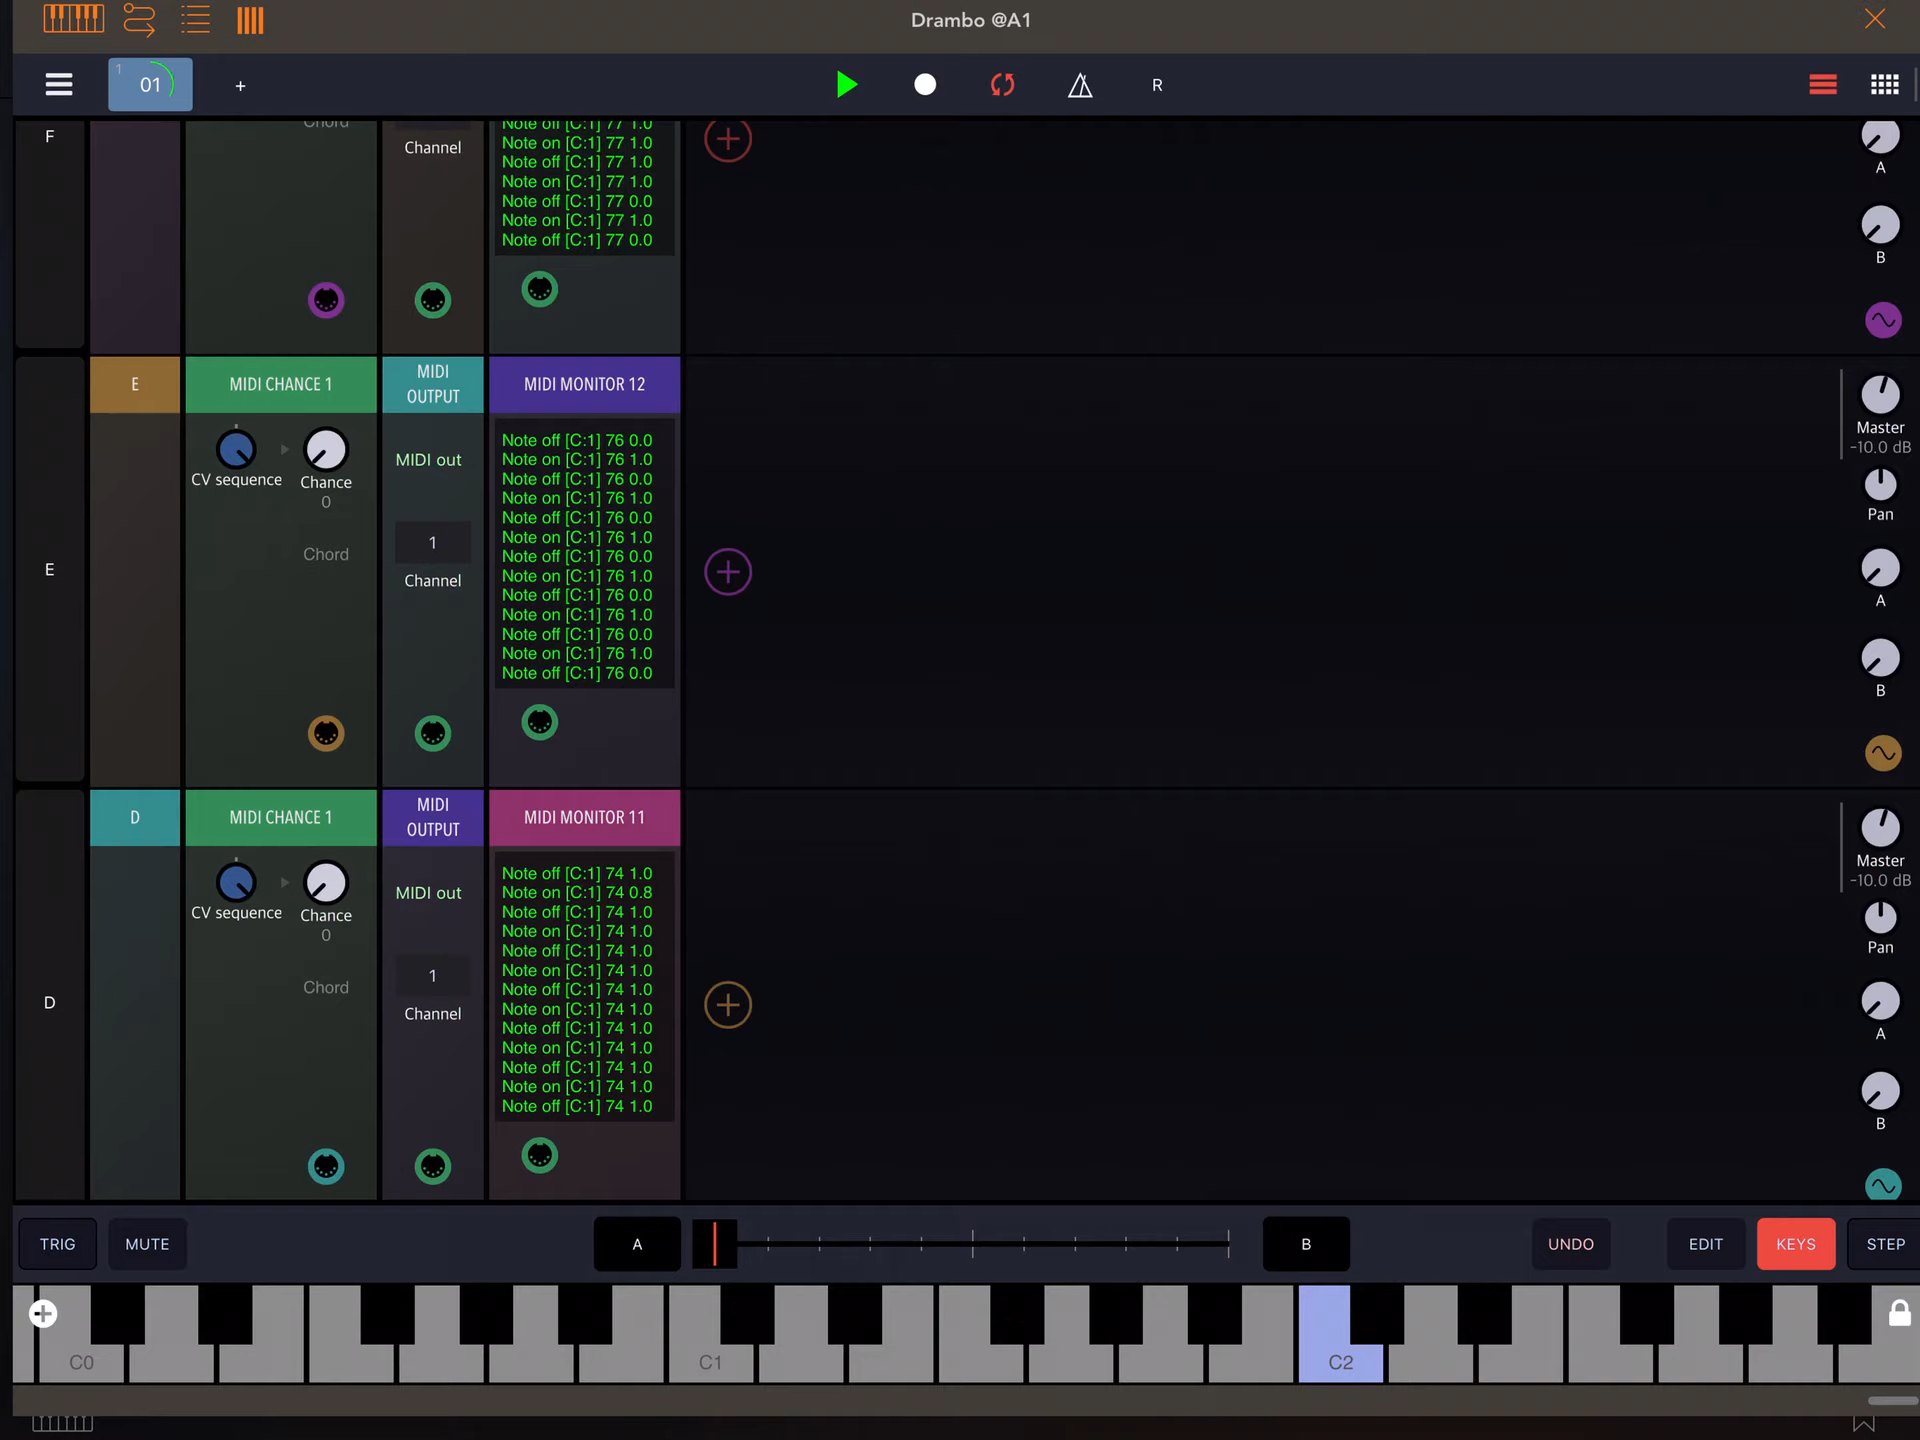 Drambo @A1
1
01
+
R
F
Chord
Channel
Note off [C:1] 77 1.0
Note on [C:1] 77 1.0
Note off [C:1] 77 1.0
Note on [C:1] 77 1.0
Note off [C:1] 77 0.0
Note on [C:1] 77 1.0
Note off [C:1] 77 0.0
A
B
E
E
MIDI CHANCE 1
MIDI
OUTPUT
MIDI MONITOR 12
CV sequence
Chance
0
Chord
MIDI out
1
Channel
Note off [C:1] 76 0.0
Note on [C:1] 76 1.0
Note off [C:1] 76 0.0
Note on [C:1] 76 1.0
Note off [C:1] 76 0.0
Note on [C:1] 76 1.0
Note off [C:1] 76 0.0
Note on [C:1] 76 1.0
Note off [C:1] 76 0.0
Note on [C:1] 76 1.0
Note off [C:1] 76 0.0
Note on [C:1] 76 1.0
Note off [C:1] 76 0.0
Master
-10.0 dB
Pan
A
B
D
D
MIDI CHANCE 1
MIDI
OUTPUT
MIDI MONITOR 11
CV sequence
Chance
0
Chord
MIDI out
1
Channel
Note off [C:1] 74 1.0
Note on [C:1] 74 0.8
Note off [C:1] 74 1.0
Note on [C:1] 74 1.0
Note off [C:1] 74 1.0
Note on [C:1] 74 1.0
Note off [C:1] 74 1.0
Note on [C:1] 74 1.0
Note off [C:1] 74 1.0
Note on [C:1] 74 1.0
Note off [C:1] 74 1.0
Note on [C:1] 74 1.0
Note off [C:1] 74 1.0
Master
-10.0 dB
Pan
A
B
TRIG
MUTE
A
B
UNDO
EDIT
KEYS
STEP
C0
C1
C2